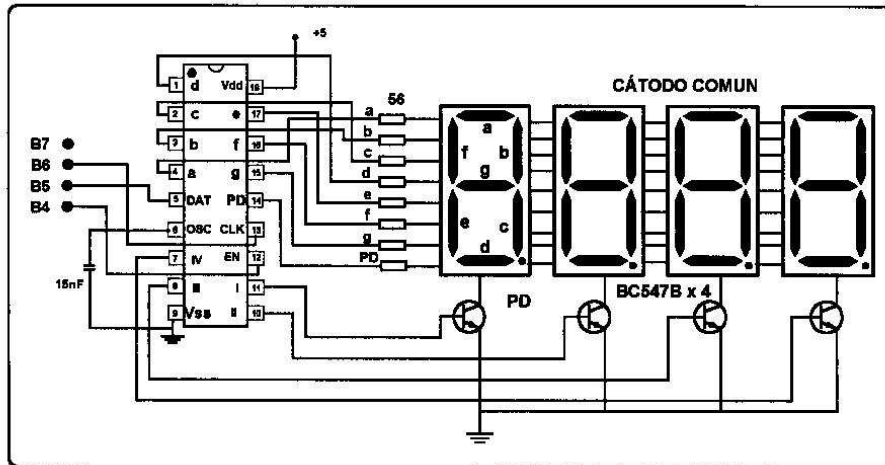 +5
1 d Vdd 18
2 c e 17
3 b f 16
4 a g 15
5 DAT PD 14
6 OSC CLK 13
7 IV EN 12
8 III I 11
9 Vss II 10
B7
B6
B5
B4
15nF
56
a
b
c
d
e
f
g
PD
CÁTODO COMUN
a
f b
g
e c
d
PD
BC547B x 4